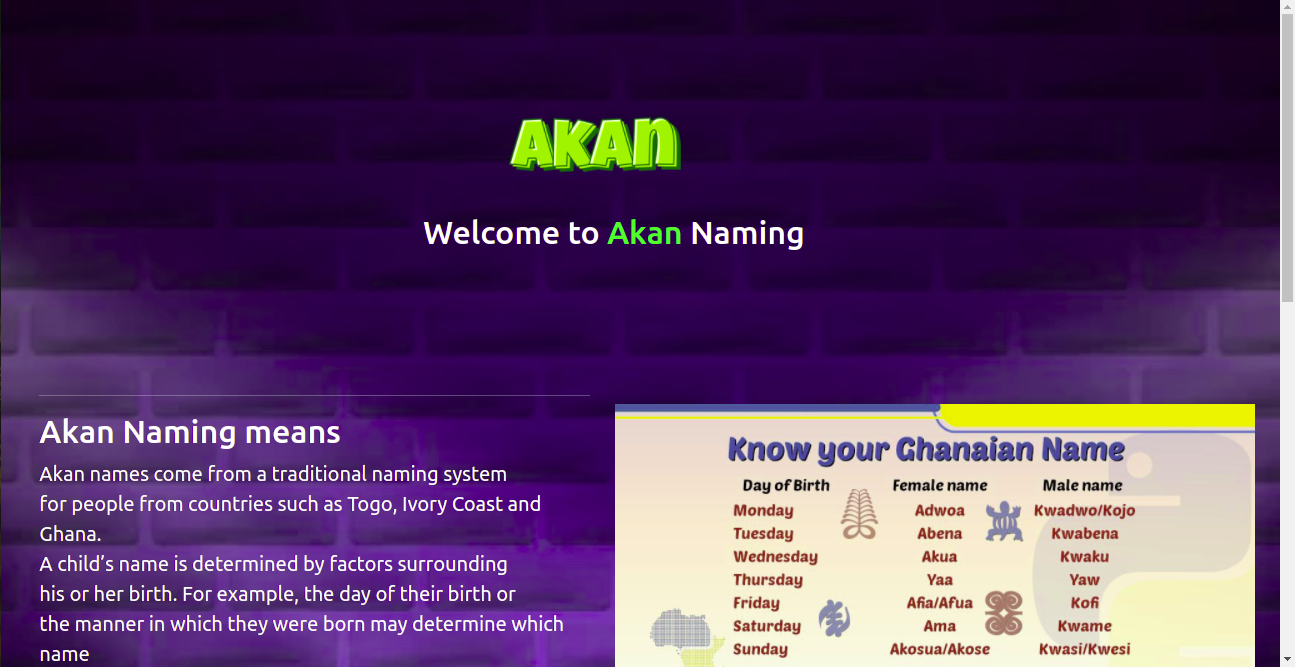 AKAN
Welcome to Akan Naming
Akan Naming means
Akan names come from a traditional naming system
for people from countries such as Togo, Ivory Coast and
Ghana.
A child’s name is determined by factors surrounding
his or her birth. For example, the day of their birth or
the manner in which they were born may determine which
name
Know your Ghanaian Name
Day of Birth Female name Male name
Monday Adwoa Kwadwo/Kojo
Tuesday Abena Kwabena
Wednesday Akua Kwaku
Thursday Yaa Yaw
Friday Afia/Afua Kofi
Saturday Ama Kwame
Sunday Akosua/Akose Kwasi/Kwesi